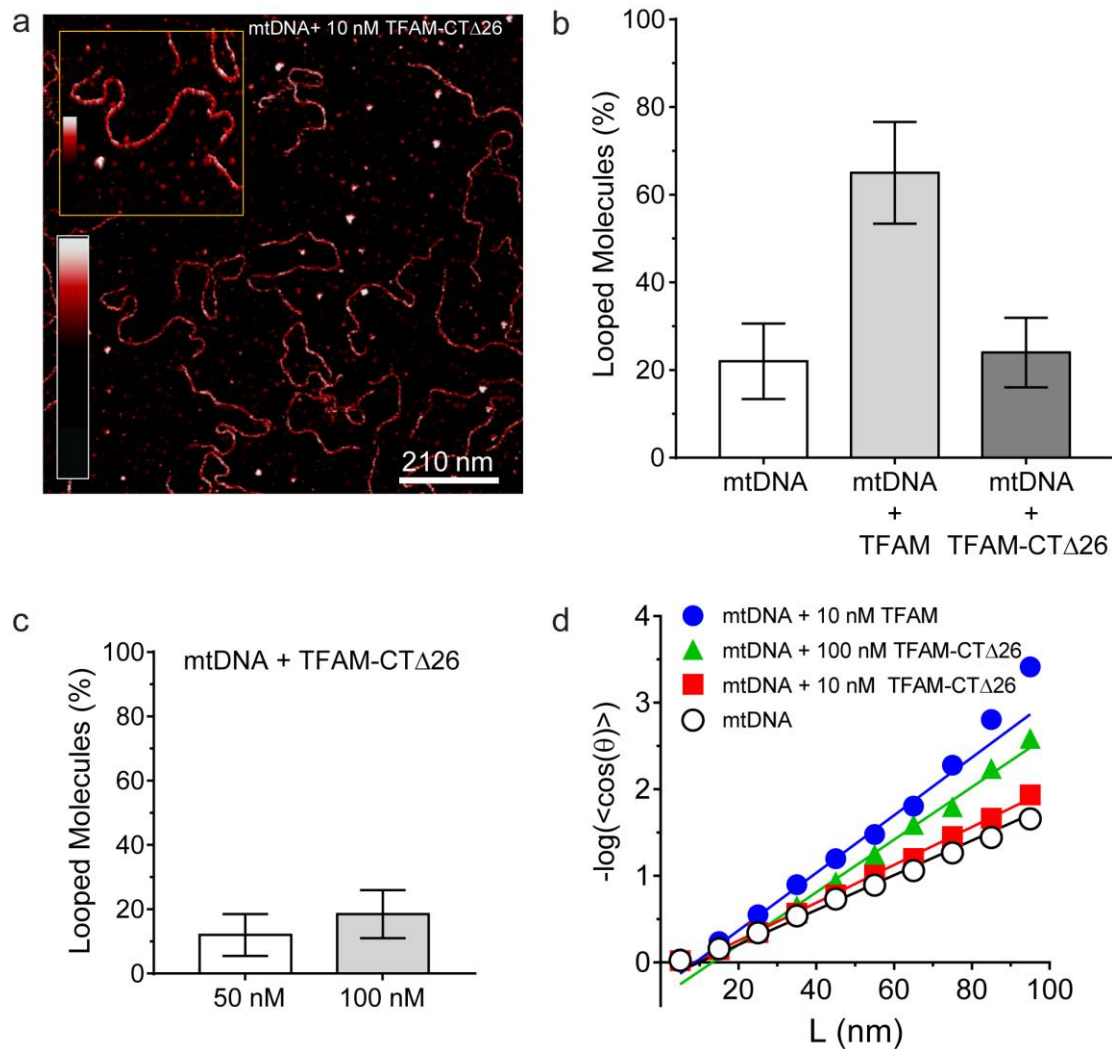 a
mtDNA+ 10 nM TFAM-CTΔ26
210 nm
b
Looped Molecules (%)
100
80
60
40
20
0
mtDNA
mtDNA
+
TFAM
mtDNA
+
TFAM-CTΔ26
c
mtDNA + TFAM-CTΔ26
Looped Molecules (%)
100
80
60
40
20
0
50 nM
100 nM
d
mtDNA + 10 nM TFAM
mtDNA + 100 nM TFAM-CTΔ26
mtDNA + 10 nM TFAM-CTΔ26
mtDNA
-log(<cos(θ)>)
4
3
2
1
0
20
40
60
80
100
L (nm)